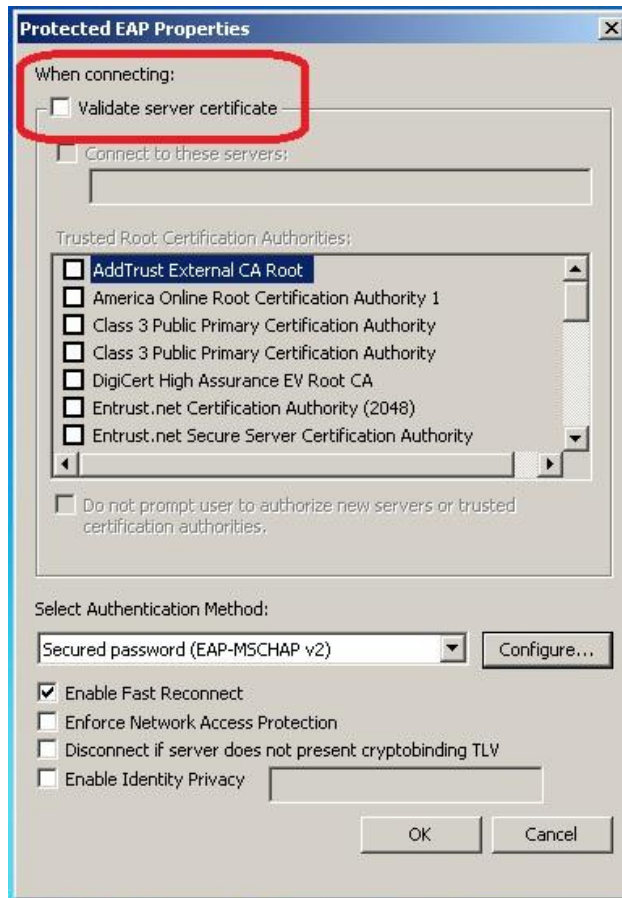 Protected EAP Properties
When connecting:
Validate server certificate
Connect to these servers:
Trusted Root Certification Authorities:
AddTrust External CA Root
America Online Root Certification Authority 1
Class 3 Public Primary Certification Authority
Class 3 Public Primary Certification Authority
DigiCert High Assurance EV Root CA
Entrust.net Certification Authority (2048)
Entrust.net Secure Server Certification Authority
Do not prompt user to authorize new servers or trusted
certification authorities.
Select Authentication Method:
Secured password (EAP-MSCHAP v2) Configure...
Enable Fast Reconnect
Enforce Network Access Protection
Disconnect if server does not present cryptobinding TLV
Enable Identity Privacy
OK Cancel